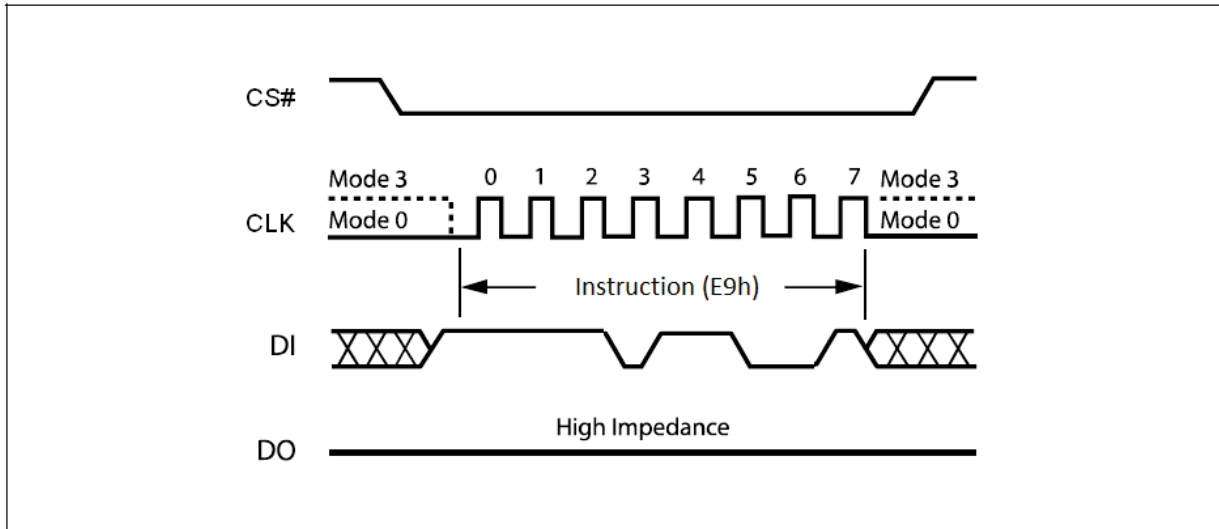 CS#
Mode 3 0 1 2 3 4 5 6 7 Mode 3
CLK Mode 0 Mode 0
Instruction (E9h)
DI
High Impedance
DO